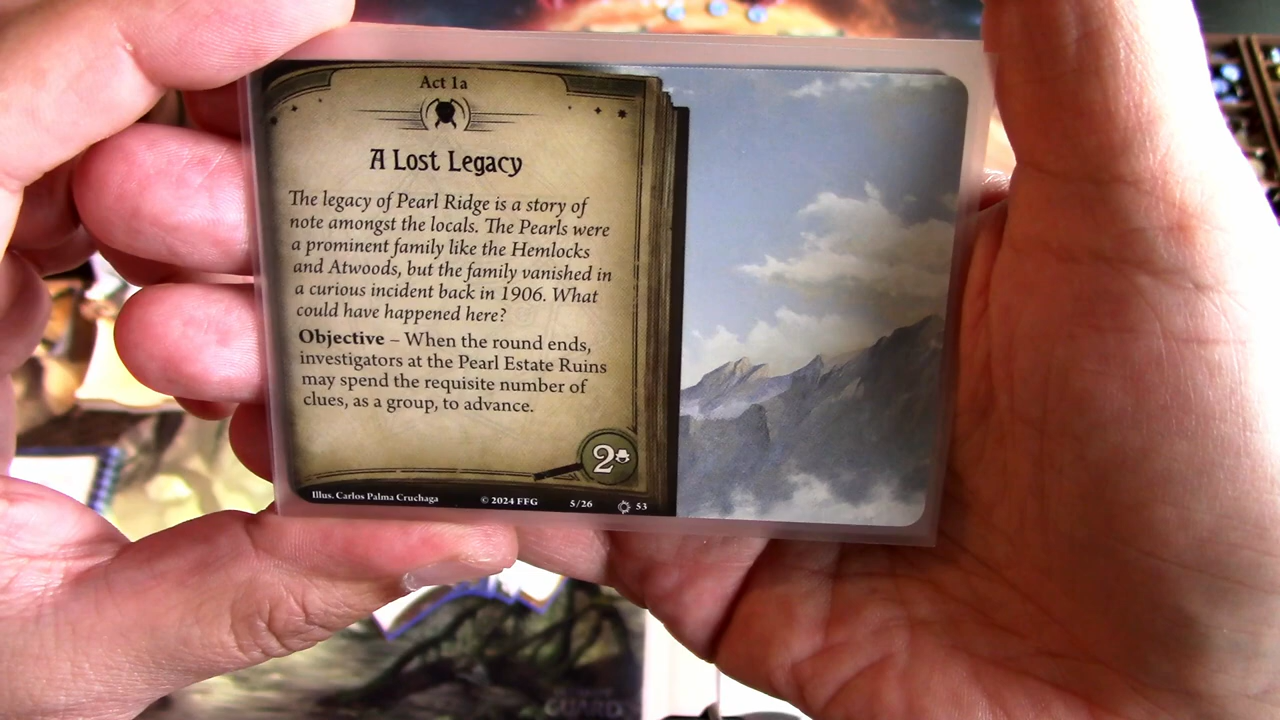 Act 1a
A Lost Legacy
The legacy of Pearl Ridge is a story of
note amongst the locals. The Pearls were
a prominent family like the Hemlocks
and Atwoods, but the family vanished in
a curious incident back in 1906. What
could have happened here?
Objective – When the round ends,
investigators at the Pearl Estate Ruins
may spend the requisite number of
clues, as a group, to advance.
2
Illus. Carlos Palma Cruchaga © 2024 FFG 5/26 53